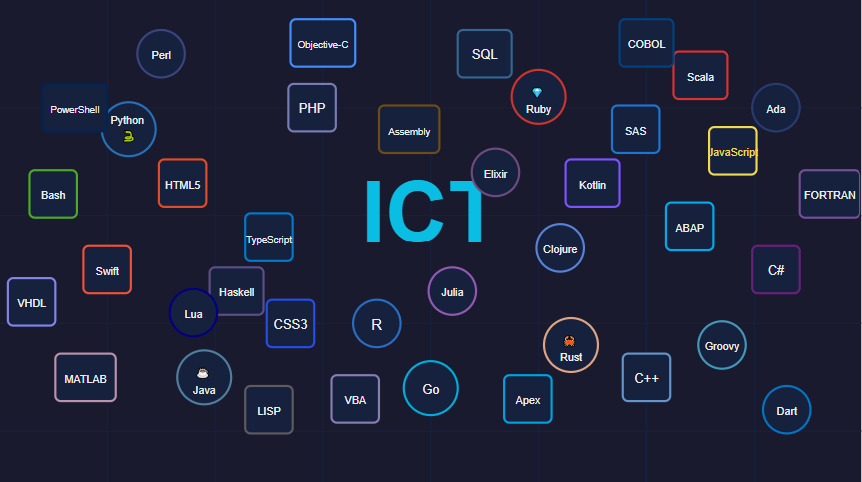 Perl
Objective-C
SQL
COBOL
Scala
PowerShell
Python
PHP
Assembly
Ruby
SAS
Ada
JavaScript
Bash
HTML5
Elixir
Kotlin
FORTRAN
ICT
TypeScript
Clojure
ABAP
Swift
Haskell
Julia
C#
VHDL
Lua
CSS3
R
Rust
Groovy
MATLAB
Java
LISP
VBA
Go
Apex
C++
Dart